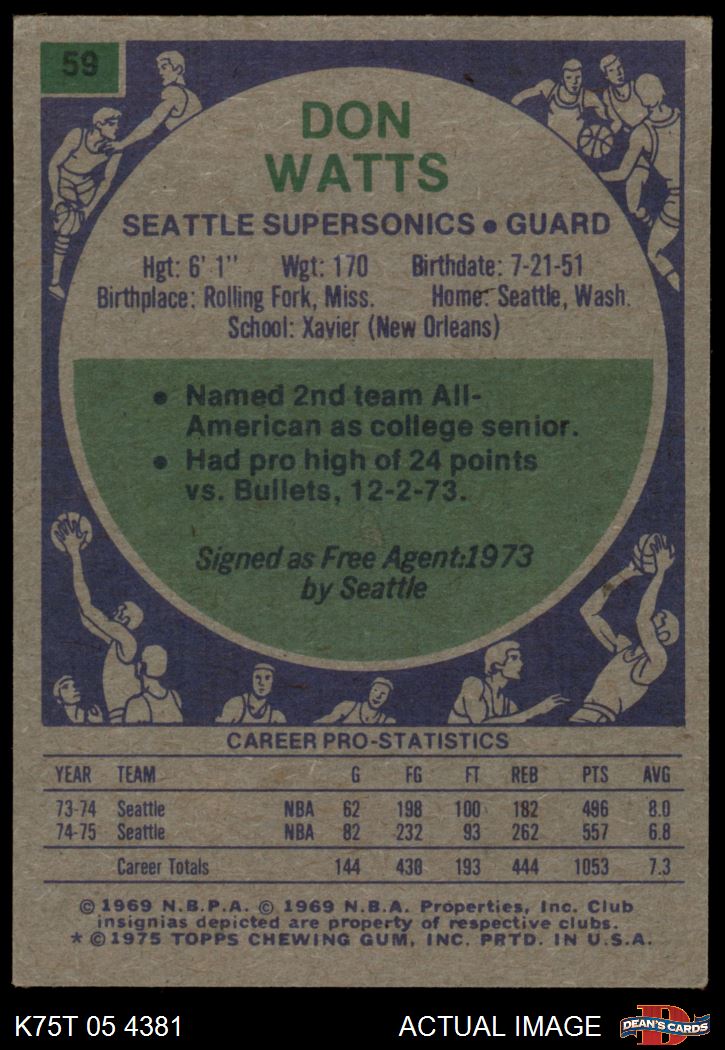 59
DON
WATTS
SEATTLE SUPERSONICS • GUARD
Hgt: 6' 1" Wgt: 170 Birthdate: 7-21-51
Birthplace: Rolling Fork, Miss. Home: Seattle, Wash.
School: Xavier (New Orleans)
• Named 2nd team All-
American as college senior.
• Had pro high of 24 points
vs. Bullets, 12-2-73.
Signed as Free Agent:1973
by Seattle
CAREER PRO-STATISTICS
YEAR TEAM G FG FT REB PTS AVG
73-74 Seattle NBA 62 198 100 182 496 8.0
74-75 Seattle NBA 82 232 93 262 557 6.8
Career Totals 144 430 193 444 1053 7.3
© 1969 N.B.P.A. © 1969 N.B.A. Properties, Inc. Club
insignias depicted are property of respective clubs.
* © 1975 TOPPS CHEWING GUM, INC. PRTD. IN U.S.A.
K75T 05 4381 ACTUAL IMAGE D DEAN'S CARDS